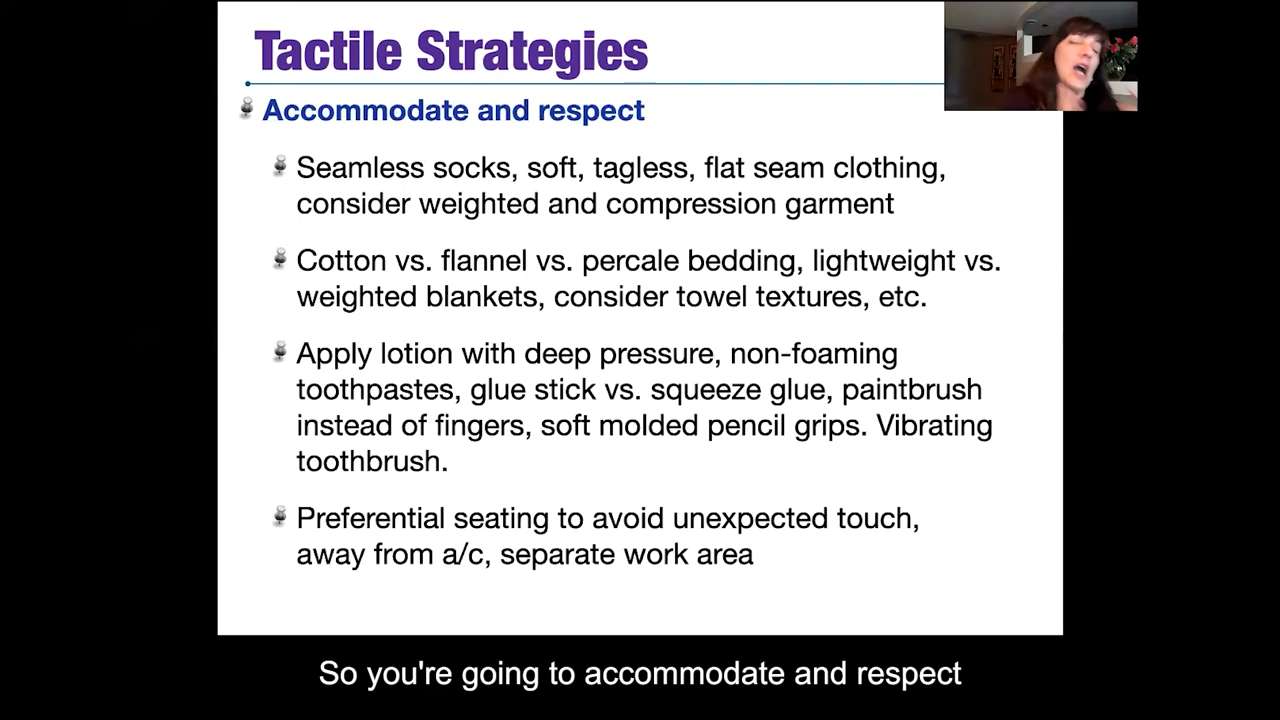 Tactile Strategies
Accommodate and respect
Seamless socks, soft, tagless, flat seam clothing,
consider weighted and compression garment
Cotton vs. flannel vs. percale bedding, lightweight vs.
weighted blankets, consider towel textures, etc.
Apply lotion with deep pressure, non-foaming
toothpastes, glue stick vs. squeeze glue, paintbrush
instead of fingers, soft molded pencil grips. Vibrating
toothbrush.
Preferential seating to avoid unexpected touch,
away from a/c, separate work area
So you're going to accommodate and respect